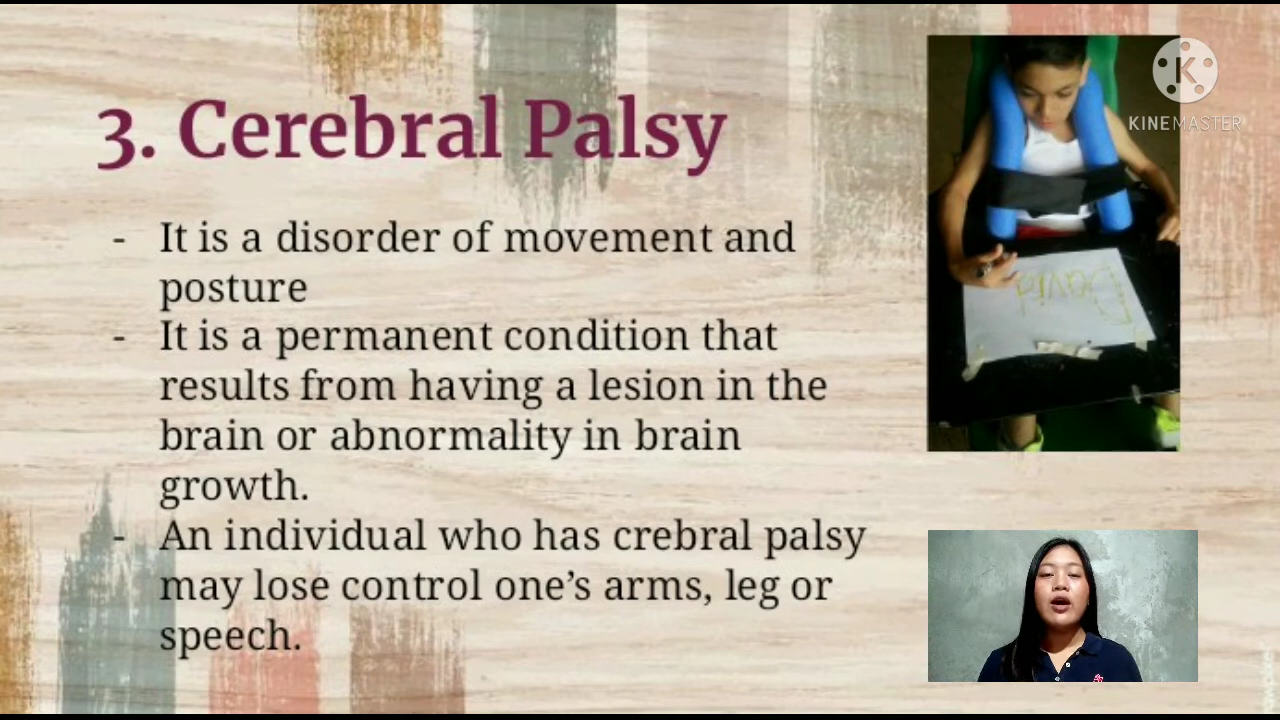 3. Cerebral Palsy
- It is a disorder of movement and
posture
- It is a permanent condition that
results from having a lesion in the
brain or abnormality in brain
growth.
- An individual who has crebral palsy
may lose control one's arms, leg or
speech.
David
KINEMASTER